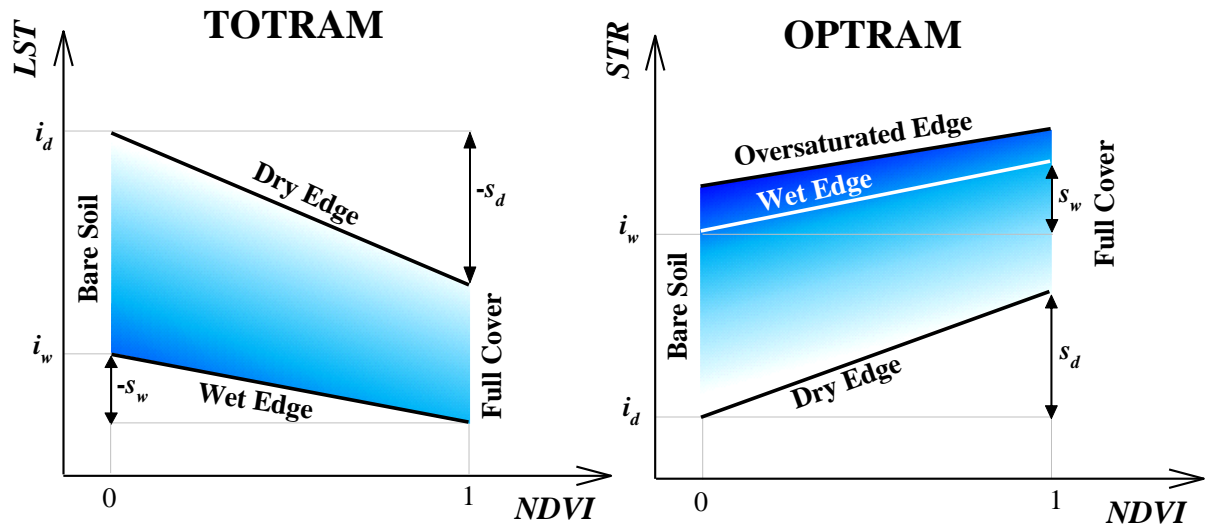 TOTRAM
LST
i_d
Dry Edge
-s_d
Bare Soil
i_w
-s_w
Wet Edge
Full Cover
0
1
NDVI
OPTRAM
STR
Oversaturated Edge
Wet Edge
s_w
Full Cover
i_w
Bare Soil
s_d
Dry Edge
i_d
0
1
NDVI